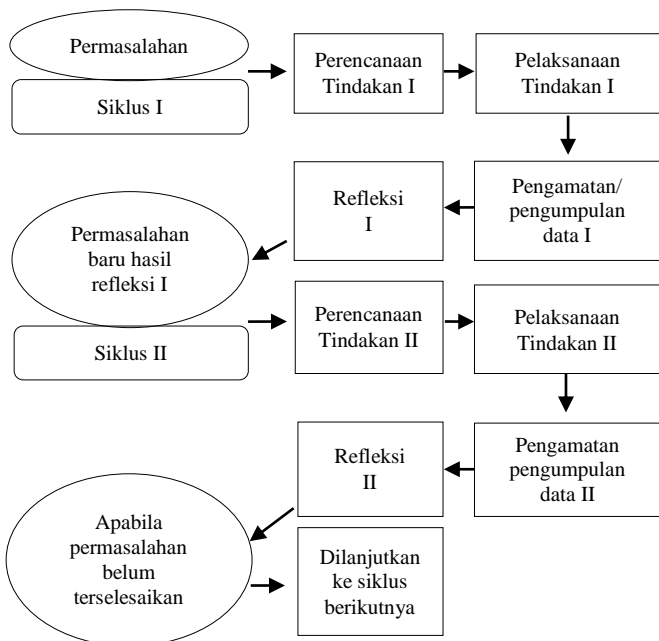 Permasalahan
Siklus I
Perencanaan
Tindakan I
Pelaksanaan
Tindakan I
Pengamatan/
pengumpulan
data I
Refleksi
I
Permasalahan
baru hasil
refleksi I
Siklus II
Perencanaan
Tindakan II
Pelaksanaan
Tindakan II
Pengamatan
pengumpulan
data II
Refleksi
II
Apabila
permasalahan
belum
terselesaikan
Dilanjutkan
ke siklus
berikutnya